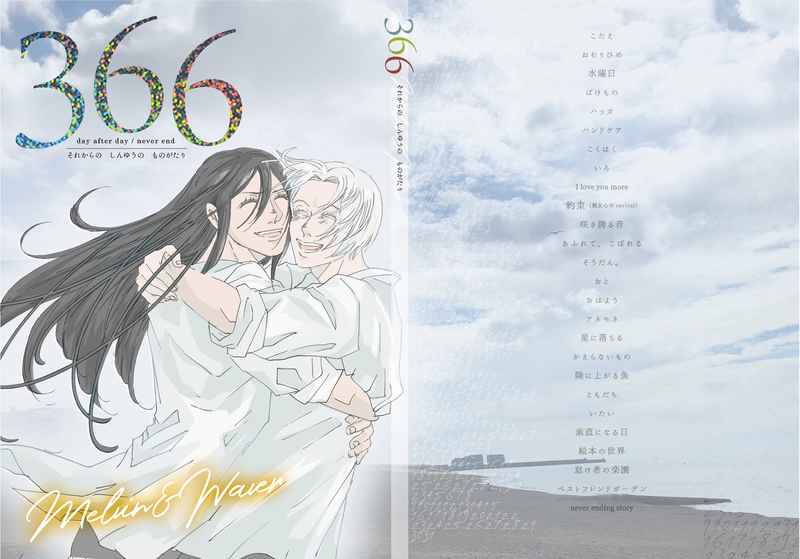 366
day after day / never end
それからの しんゆうの ものがたり
Melvin&Waver
366
それからの しんゆうの ものがたり
こたえ
おむりひめ
水曜日
ばけもの
ハッズ
ハンドケア
こくはく
いろ
I love you more
約束
咲き誇る音
あふれて、こぼれる
そうだん。
おと
おはよう
アネモネ
星に落ちる
かえらないもの
陸に上がる魚
ともだち
いたい
素直になる日
絵本の世界
怠け者の楽園
ベストフレンドガーデン
never ending story